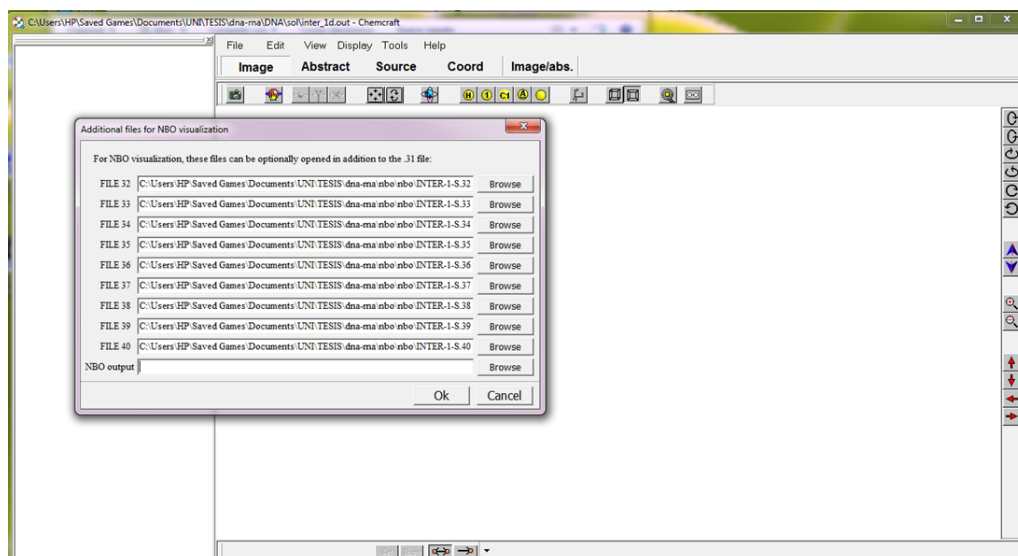 C:\Users\HP\Saved Games\Documents\UNI\TESIS\dna-rna\DNA\sol\inter_1d.out - Chemcraft
File Edit View Display Tools Help
Image Abstract Source Coord Image/abs.
Additional files for NBO visualization
For NBO visualization, these files can be optionally opened in addition to the .31 file:
FILE 32 C:\Users\HP\Saved Games\Documents\UNI\TESIS\dna-rna\nbo\nbo\INTER-1-S.32 Browse
FILE 33 C:\Users\HP\Saved Games\Documents\UNI\TESIS\dna-rna\nbo\nbo\INTER-1-S.33 Browse
FILE 34 C:\Users\HP\Saved Games\Documents\UNI\TESIS\dna-rna\nbo\nbo\INTER-1-S.34 Browse
FILE 35 C:\Users\HP\Saved Games\Documents\UNI\TESIS\dna-rna\nbo\nbo\INTER-1-S.35 Browse
FILE 36 C:\Users\HP\Saved Games\Documents\UNI\TESIS\dna-rna\nbo\nbo\INTER-1-S.36 Browse
FILE 37 C:\Users\HP\Saved Games\Documents\UNI\TESIS\dna-rna\nbo\nbo\INTER-1-S.37 Browse
FILE 38 C:\Users\HP\Saved Games\Documents\UNI\TESIS\dna-rna\nbo\nbo\INTER-1-S.38 Browse
FILE 39 C:\Users\HP\Saved Games\Documents\UNI\TESIS\dna-rna\nbo\nbo\INTER-1-S.39 Browse
FILE 40 C:\Users\HP\Saved Games\Documents\UNI\TESIS\dna-rna\nbo\nbo\INTER-1-S.40 Browse
NBO output Browse
Ok Cancel